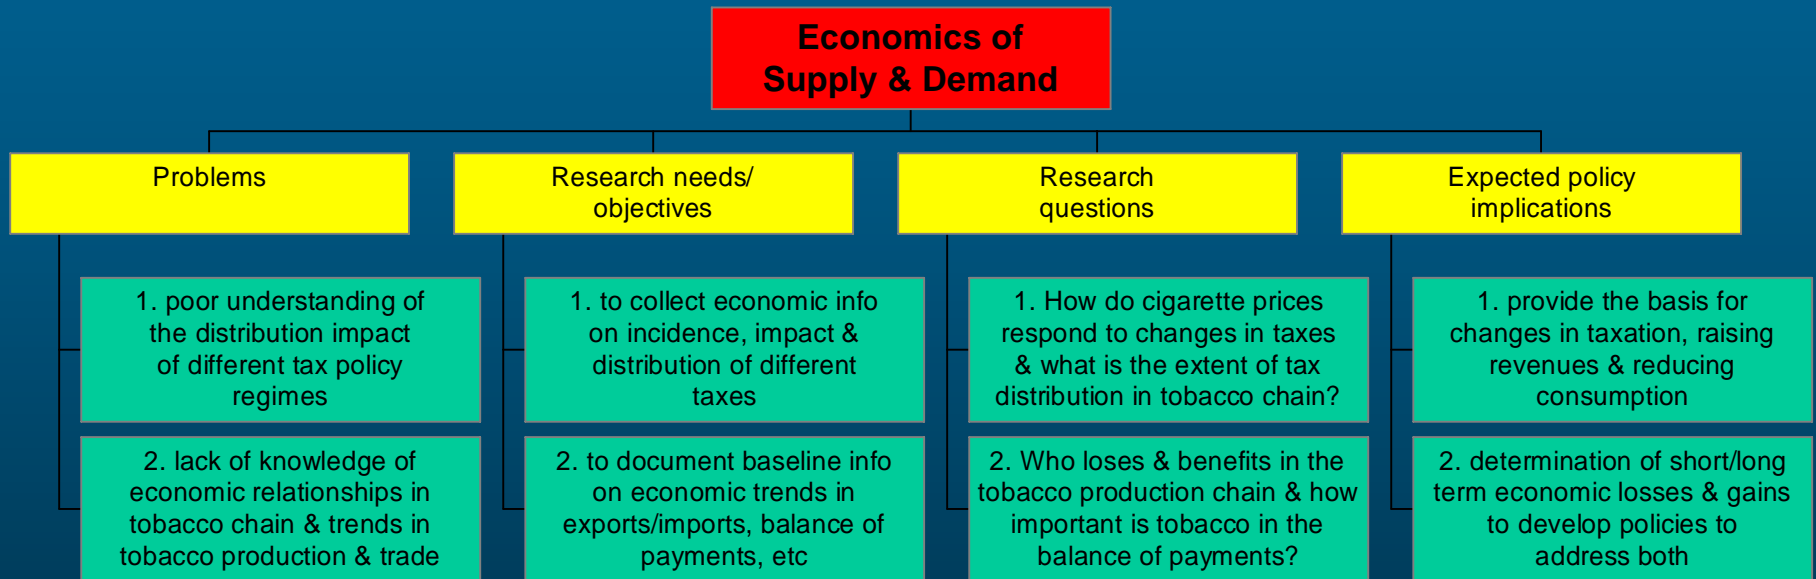 Economics of
Supply & Demand
Problems
Research needs/
objectives
Research
questions
Expected policy
implications
1. poor understanding of
the distribution impact
of different tax policy
regimes
2. lack of knowledge of
economic relationships in
tobacco chain & trends in
tobacco production & trade
1. to collect economic info
on incidence, impact &
distribution of different
taxes
2. to document baseline info
on economic trends in
exports/imports, balance of
payments, etc
1. How do cigarette prices
respond to changes in taxes
& what is the extent of tax
distribution in tobacco chain?
2. Who loses & benefits in the
tobacco production chain & how
important is tobacco in the
balance of payments?
1. provide the basis for
changes in taxation, raising
revenues & reducing
consumption
2. determination of short/long
term economic losses & gains
to develop policies to
address both